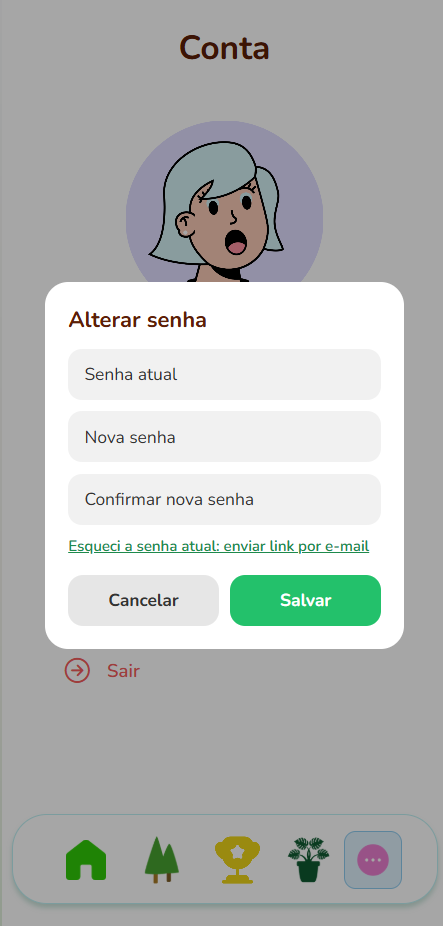 Conta
Alterar senha
Senha atual
Nova senha
Confirmar nova senha
Esqueci a senha atual: enviar link por e-mail
Cancelar
Salvar
Sair